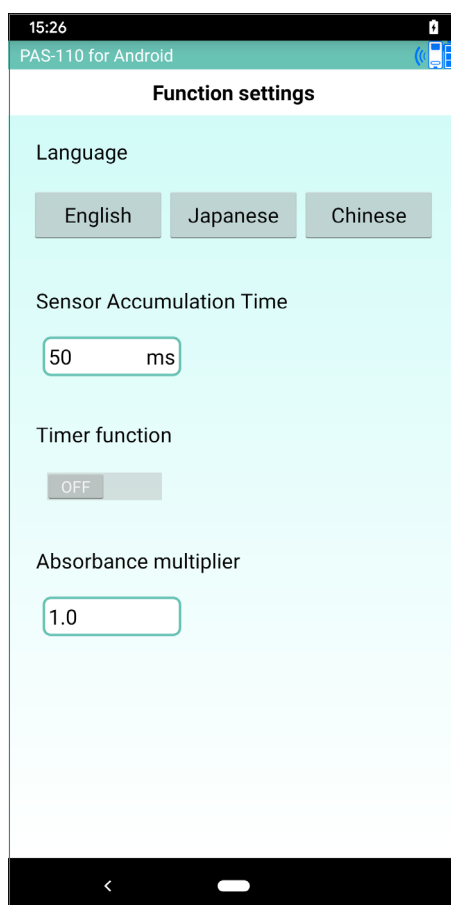 15:26
PAS-110 for Android
Function settings
Language
English Japanese Chinese
Sensor Accumulation Time
50 ms
Timer function
OFF
Absorbance multiplier
1.0